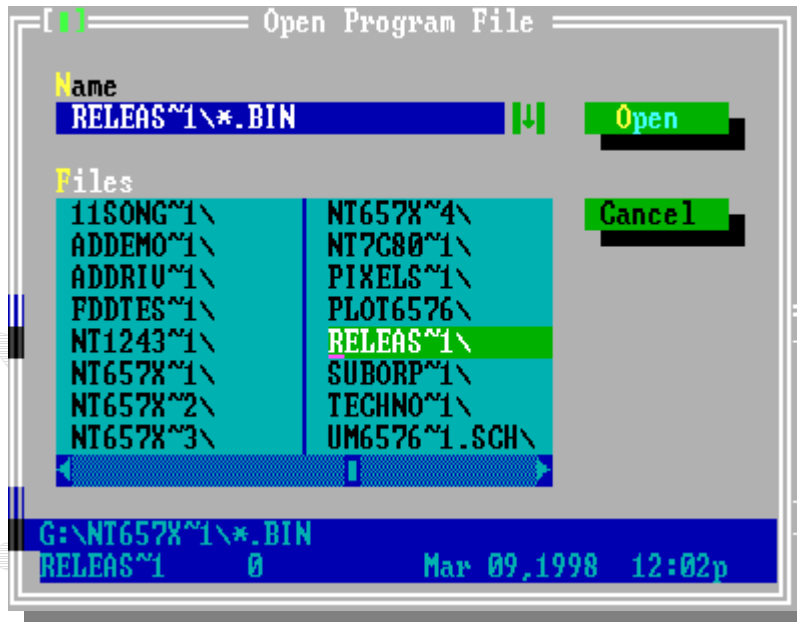 Open Program File
Name
RELEAS~1\*.BIN
Open
Files
11SONG~1\
ADDEMO~1\
ADDRIV~1\
FDDTES~1\
NT1243~1\
NT657X~1\
NT657X~2\
NT657X~3\
NT657X~4\
NT7C80~1\
PIXELS~1\
PLOT6576\
RELEAS~1\
SUBORP~1\
TECHNO~1\
UM6576~1.SCH\
Cancel
G:\NT657X~1\*.BIN
RELEAS~1 0 Mar 09,1998 12:02p